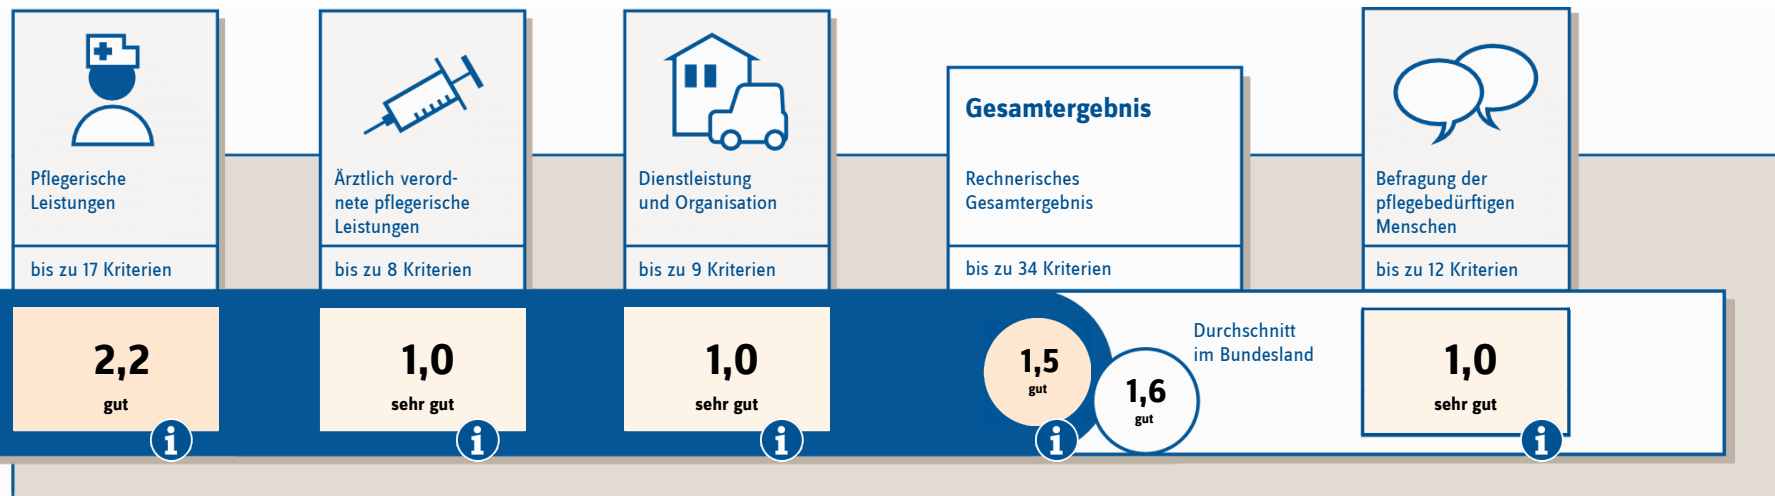 Pflegerische
Leistungen
bis zu 17 Kriterien
2,2
gut
i
Ärztlich verord-
nete pflegerische
Leistungen
bis zu 8 Kriterien
1,0
sehr gut
i
Dienstleistung
und Organisation
bis zu 9 Kriterien
1,0
sehr gut
i
Gesamtergebnis
Rechnerisches
Gesamtergebnis
bis zu 34 Kriterien
1,5
gut
i
1,6
gut
Durchschnitt
im Bundesland
Befragung der
pflegebedürftigen
Menschen
bis zu 12 Kriterien
1,0
sehr gut
i